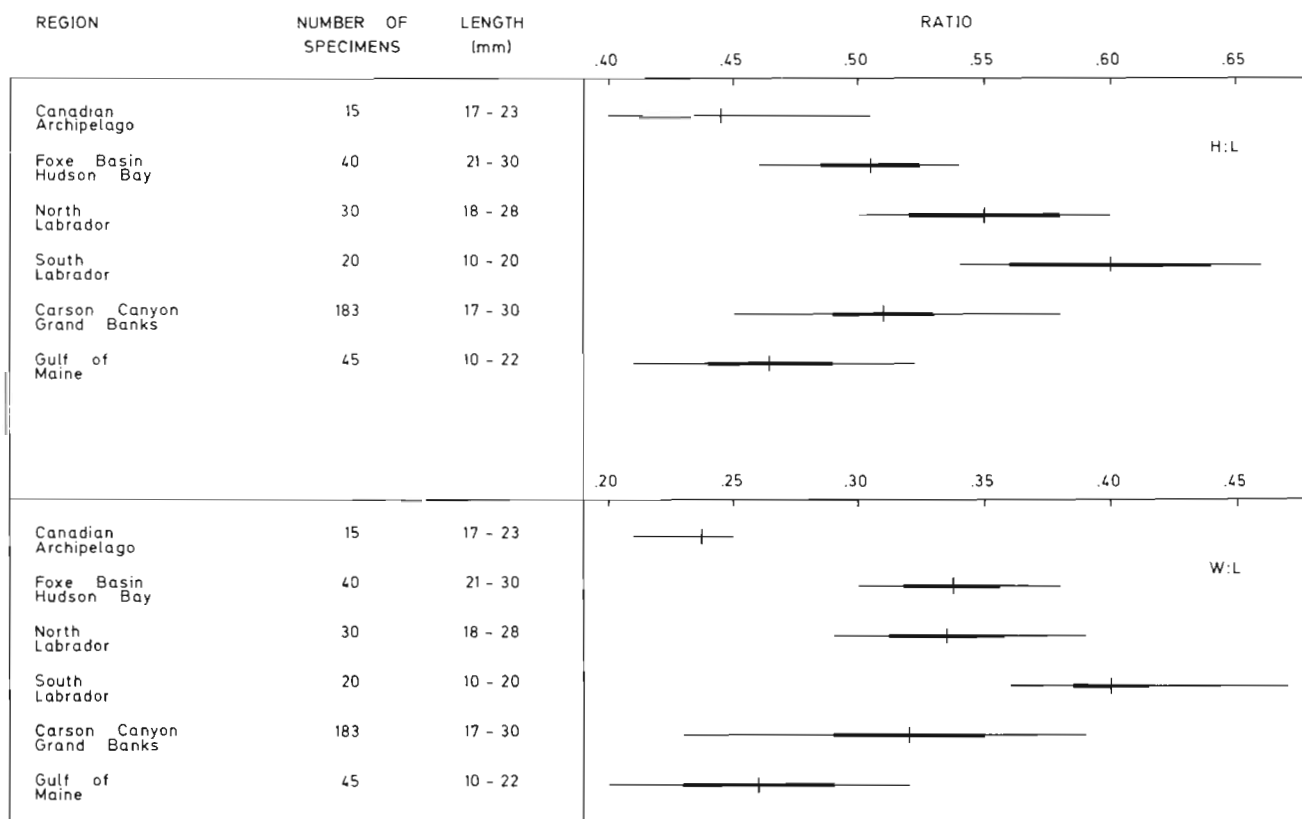 REGION NUMBER OF SPECIMENS LENGTH (mm) RATIO
.40 .45 .50 .55 .60 .65
Canadian Archipelago 15 17 - 23
H:L
Foxe Basin Hudson Bay 40 21 - 30
North Labrador 30 18 - 28
South Labrador 20 10 - 20
Carson Canyon Grand Banks 183 17 - 30
Gulf of Maine 45 10 - 22
.20 .25 .30 .35 .40 .45
Canadian Archipelago 15 17 - 23
W:L
Foxe Basin Hudson Bay 40 21 - 30
North Labrador 30 18 - 28
South Labrador 20 10 - 20
Carson Canyon Grand Banks 183 17 - 30
Gulf of Maine 45 10 - 22